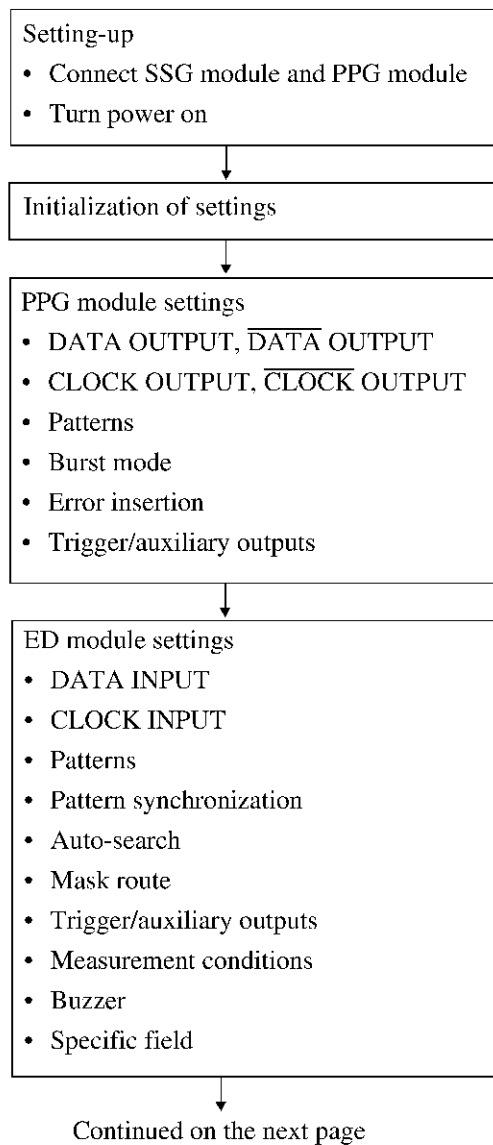 Setting-up
• Connect SSG module and PPG module
• Turn power on
Initialization of settings
PPG module settings
• DATA OUTPUT, D̅A̅T̅A̅ OUTPUT
• CLOCK OUTPUT, C̅L̅O̅C̅K̅ OUTPUT
• Patterns
• Burst mode
• Error insertion
• Trigger/auxiliary outputs
ED module settings
• DATA INPUT
• CLOCK INPUT
• Patterns
• Pattern synchronization
• Auto-search
• Mask route
• Trigger/auxiliary outputs
• Measurement conditions
• Buzzer
• Specific field
Continued on the next page